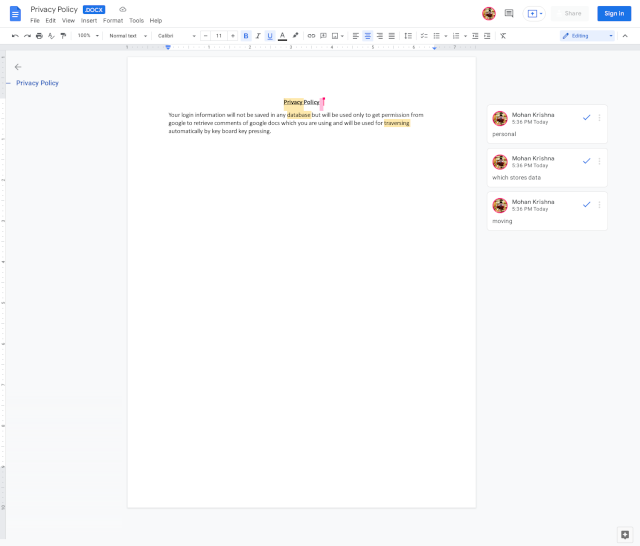 Privacy Policy .DOCX
File Edit View Insert Format Tools Help
Share
Sign in
100% Normal text Calibri 11 B I U A Editing
Privacy Policy
Privacy Policy
Your login information will not be saved in any database but will be used only to get permission from
google to retrieve comments of google docs which you are using and will be used for traversing
automatically by key board key pressing.
Mohan Krishna
5:36 PM Today
personal
Mohan Krishna
5:36 PM Today
which stores data
Mohan Krishna
5:36 PM Today
moving